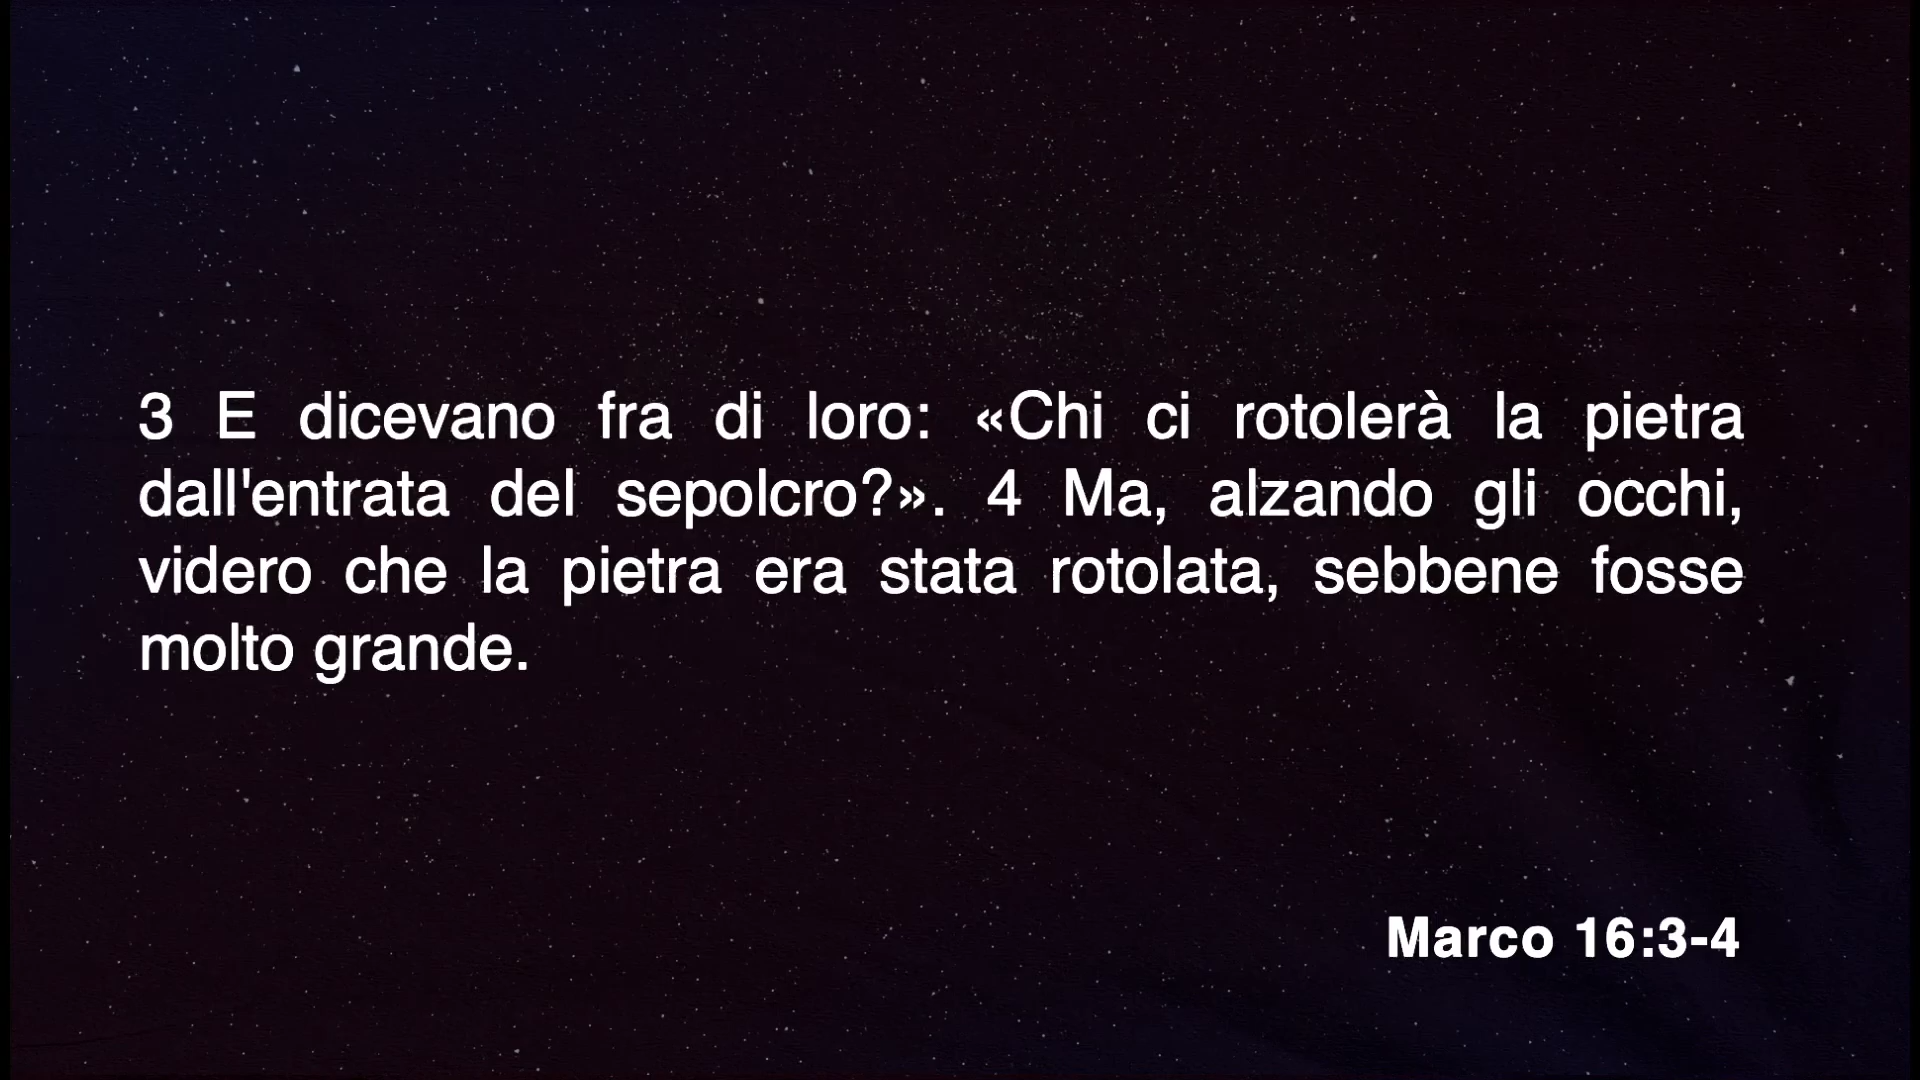 3 E dicevano fra di loro: «Chi ci rotolerà la pietra
dall'entrata del sepolcro?». 4 Ma, alzando gli occhi,
videro che la pietra era stata rotolata, sebbene fosse
molto grande.
Marco 16:3-4